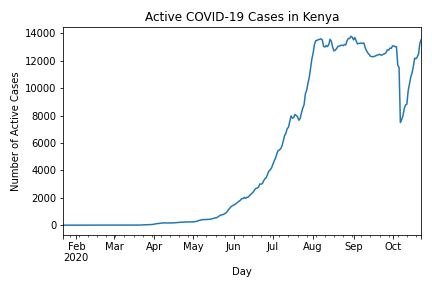 Active COVID-19 Cases in Kenya
Number of Active Cases
14000
12000
10000
8000
6000
4000
2000
0
Feb Mar Apr May Jun Jul Aug Sep Oct
2020
Day